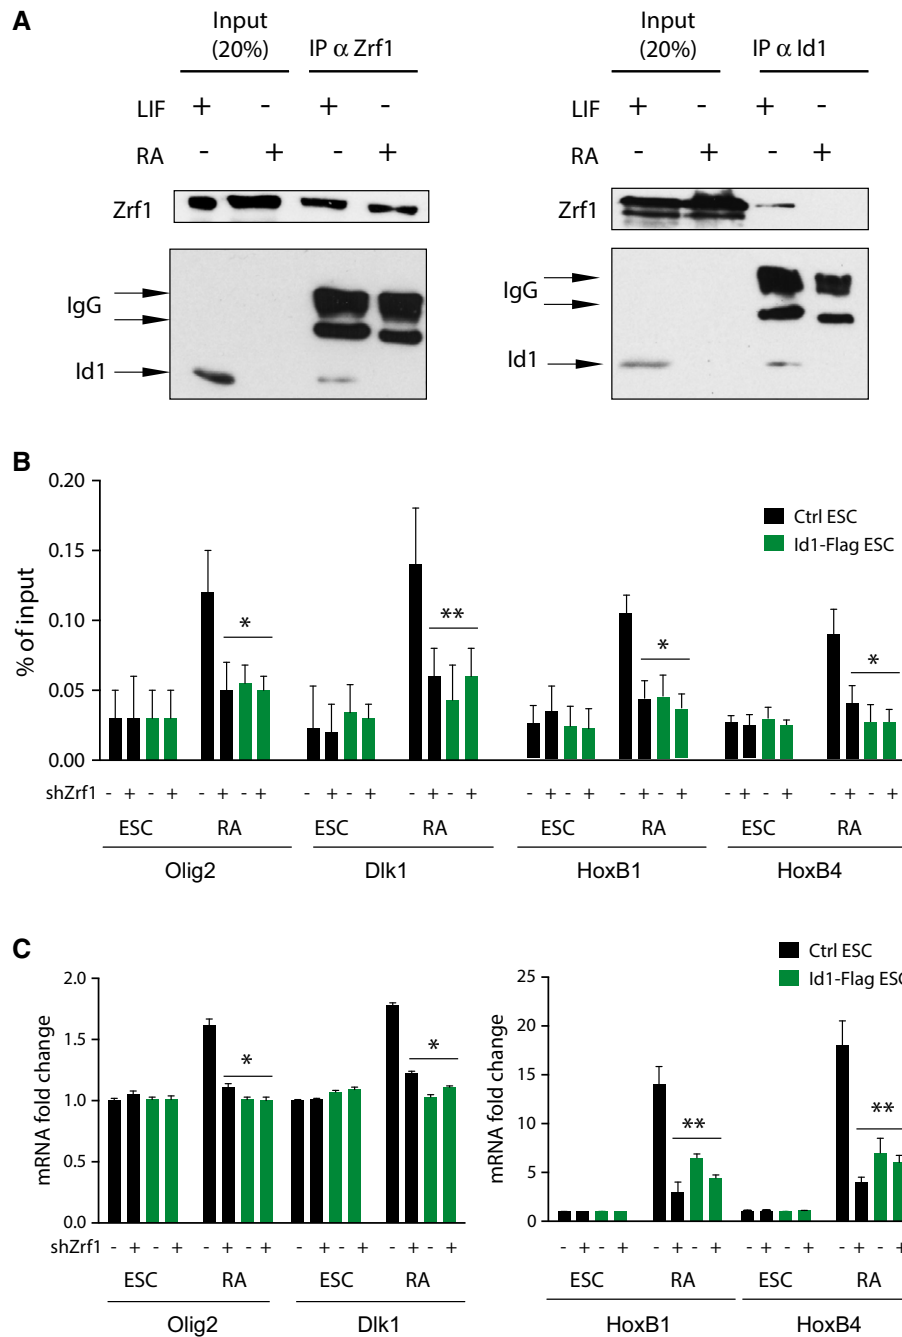 A
Input (20%) IP α Zrf1
LIF + - + -
RA - + - +
Zrf1
IgG
Id1
Input (20%) IP α Id1
LIF + - + -
RA - + - +
Zrf1
IgG
Id1
B
0.20
0.15
0.10
0.05
0.00
% of input
Ctrl ESC
Id1-Flag ESC
* ** * *
shZrf1 - + - + - + - + - + - + - + - + - + - + - + - + - + - + - + - +
ESC RA ESC RA ESC RA ESC RA
Olig2 Dlk1 HoxB1 HoxB4
C
2.0
1.5
1.0
1.5
0.0
mRNA fold change
* *
shZrf1 - + - + - + - + - + - + - + - +
ESC RA ESC RA
Olig2 Dlk1
Ctrl ESC
Id1-Flag ESC
25
20
15
10
5
0
mRNA fold change
** **
- + - + - + - + - + - + - + - +
ESC RA ESC RA
HoxB1 HoxB4